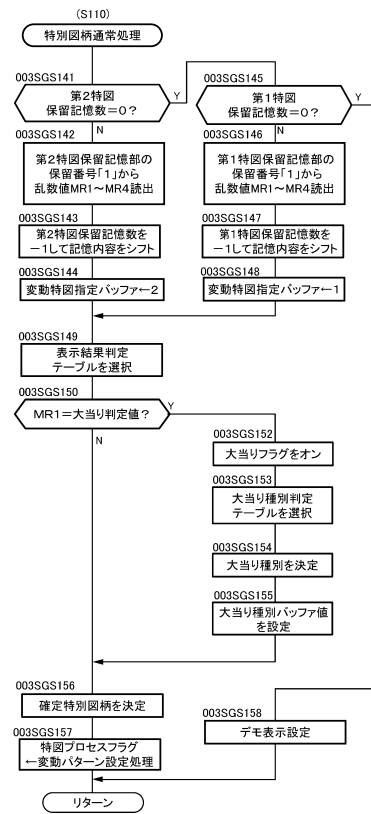 (S110)
特別図柄通常処理
003SGS141
第2特図
保留記憶数=0?
Y
N
003SGS145
第1特図
保留記憶数=0?
Y
N
003SGS142
第2特図保留記憶部の
保留番号「1」から
乱数値MR1～MR4読出
003SGS146
第1特図保留記憶部の
保留番号「1」から
乱数値MR1～MR4読出
003SGS143
第2特図保留記憶数を
-1して記憶内容をシフト
003SGS147
第1特図保留記憶数を
-1して記憶内容をシフト
003SGS144
変動特図指定バッファ←2
003SGS148
変動特図指定バッファ←1
003SGS149
表示結果判定
テーブルを選択
003SGS150
MR1=大当り判定値?
Y
N
003SGS152
大当りフラグをオン
003SGS153
大当り種別判定
テーブルを選択
003SGS154
大当り種別を決定
003SGS155
大当り種別バッファ値
を設定
003SGS156
確定特別図柄を決定
003SGS157
特図プロセスフラグ
←変動パターン設定処理
003SGS158
デモ表示設定
リターン